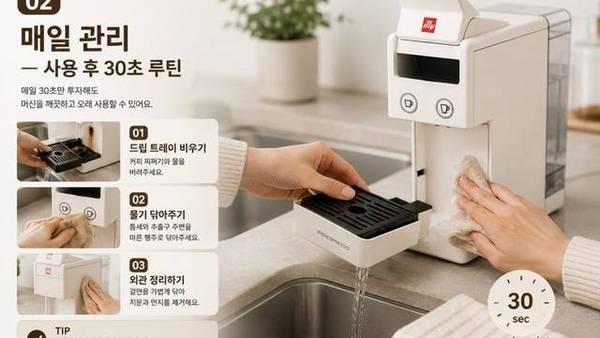 02
매일 관리
— 사용 후 30초 루틴
매일 30초만 투자해도
머신을 깨끗하고 오래 사용할 수 있어요.
01
드립 트레이 비우기
커피 찌꺼기와 물을
버려주세요.
02
물기 닦아주기
틈새와 추출구 주변을
마른 행주로 닦아주세요.
03
외관 정리하기
겉면을 가볍게 닦아
지문과 먼지를 제거해요.
TIP
illy
30
sec